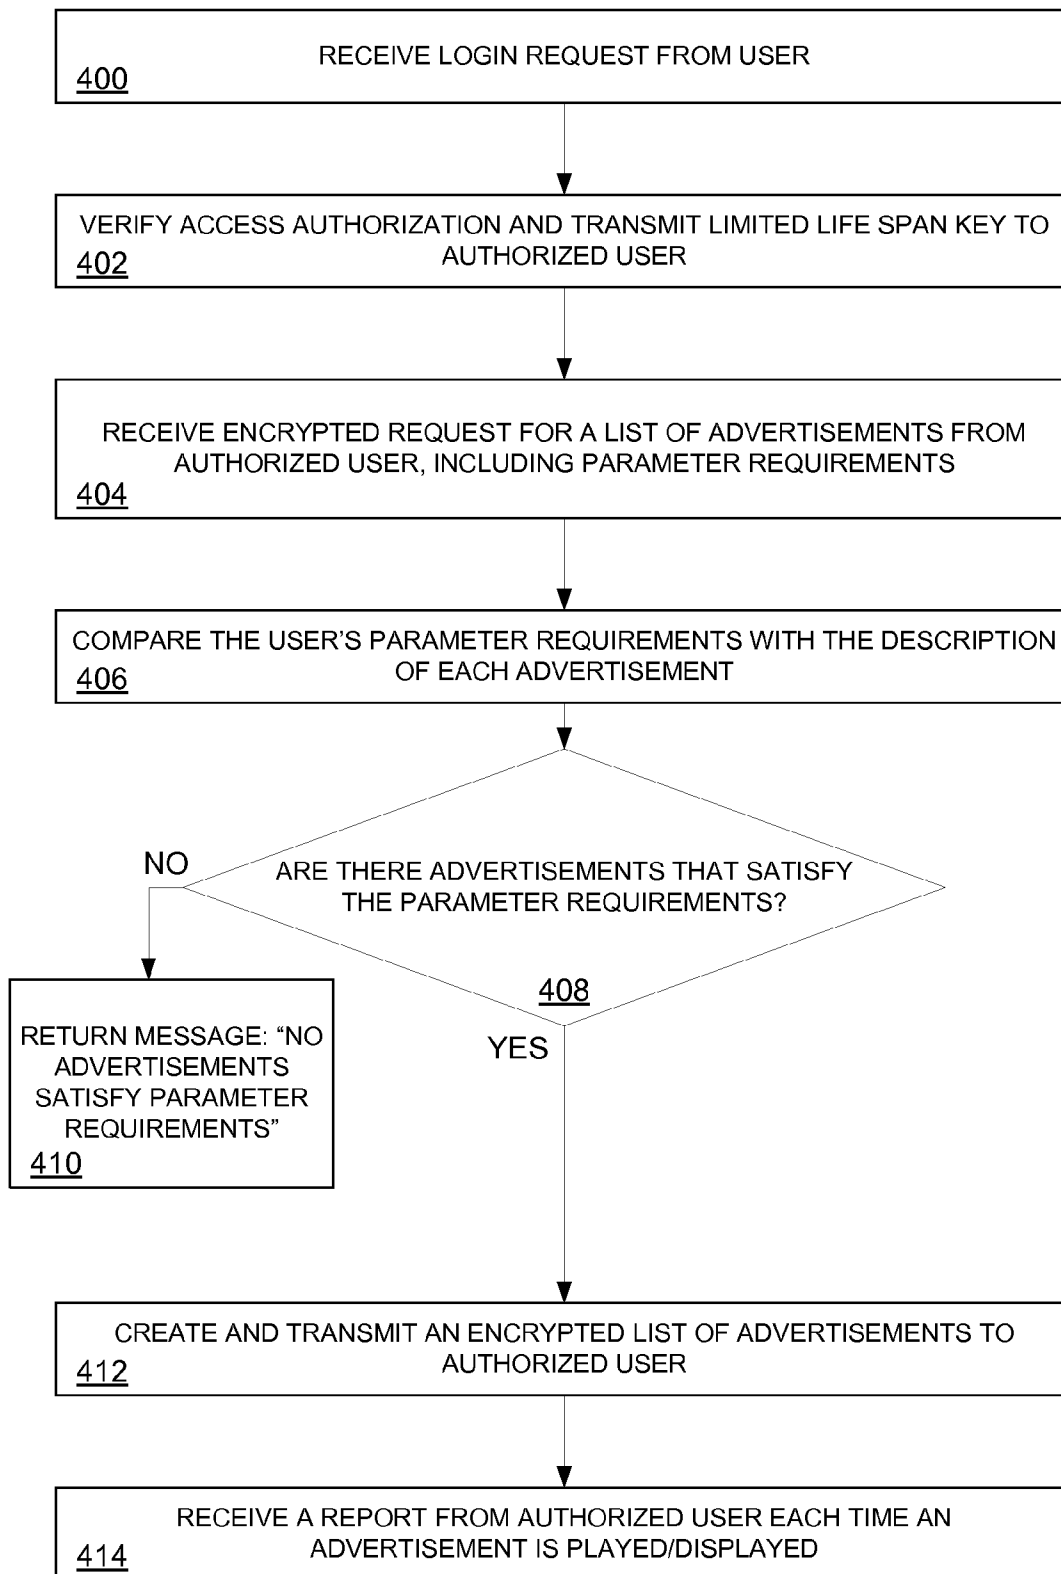 RECEIVE LOGIN REQUEST FROM USER
400
VERIFY ACCESS AUTHORIZATION AND TRANSMIT LIMITED LIFE SPAN KEY TO
AUTHORIZED USER
402
RECEIVE ENCRYPTED REQUEST FOR A LIST OF ADVERTISEMENTS FROM
AUTHORIZED USER, INCLUDING PARAMETER REQUIREMENTS
404
COMPARE THE USER'S PARAMETER REQUIREMENTS WITH THE DESCRIPTION
OF EACH ADVERTISEMENT
406
NO
ARE THERE ADVERTISEMENTS THAT SATISFY
THE PARAMETER REQUIREMENTS?
408
YES
RETURN MESSAGE: “NO
ADVERTISEMENTS
SATISFY PARAMETER
REQUIREMENTS”
410
CREATE AND TRANSMIT AN ENCRYPTED LIST OF ADVERTISEMENTS TO
AUTHORIZED USER
412
RECEIVE A REPORT FROM AUTHORIZED USER EACH TIME AN
ADVERTISEMENT IS PLAYED/DISPLAYED
414